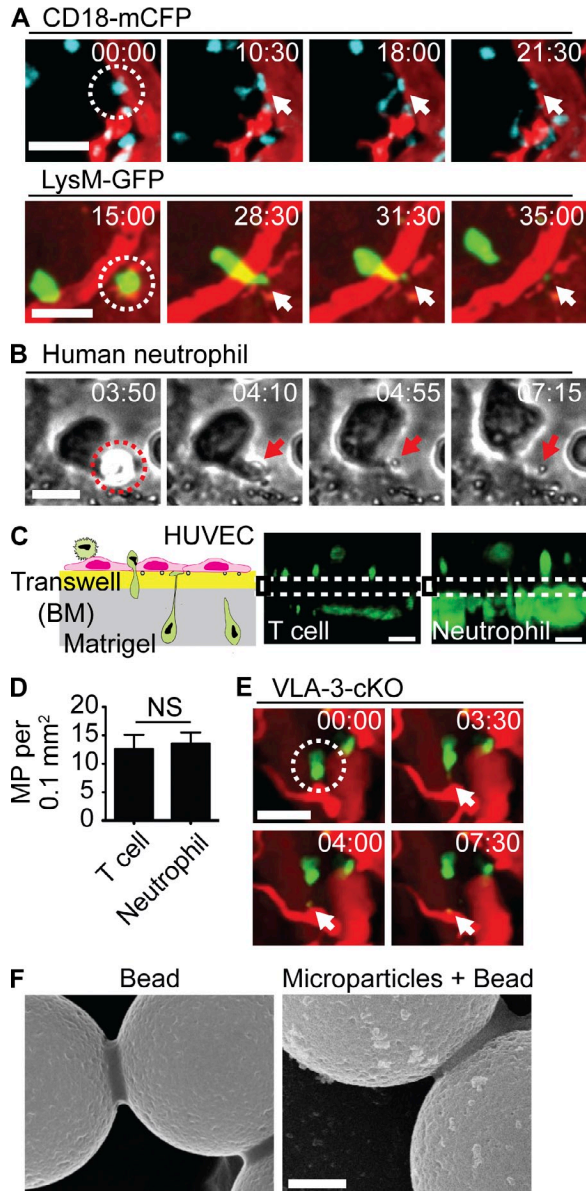 A CD18-mCFP
00:00 10:30 18:00 21:30
LysM-GFP
15:00 28:30 31:30 35:00
B Human neutrophil
03:50 04:10 04:55 07:15
C HUVEC
Transwell
(BM)
Matrigel
T cell Neutrophil
D
MP per
0.1 mm²
20
15
10
5
0
NS
T cell
Neutrophil
E VLA-3-cKO
00:00 03:30
04:00 07:30
F Bead Microparticles + Bead